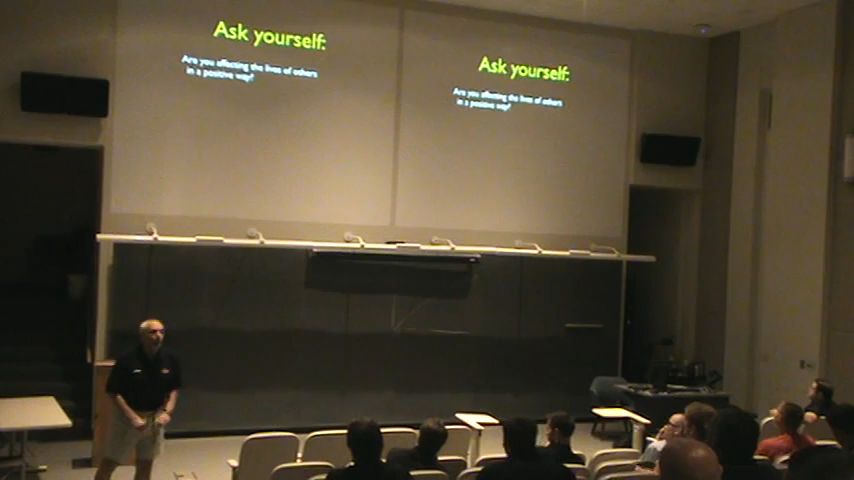 Ask yourself:
Are you affecting the lives of others
in a positive way?
Ask yourself:
Are you affecting the lives of others
in a positive way?